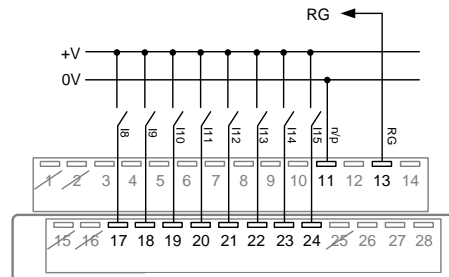 RG
+V
0V
I8 I9 I10 I11 I12 I13 I14 I15 n/p RG
1 2 3 4 5 6 7 8 9 10 11 12 13 14
15 16 17 18 19 20 21 22 23 24 25 26 27 28